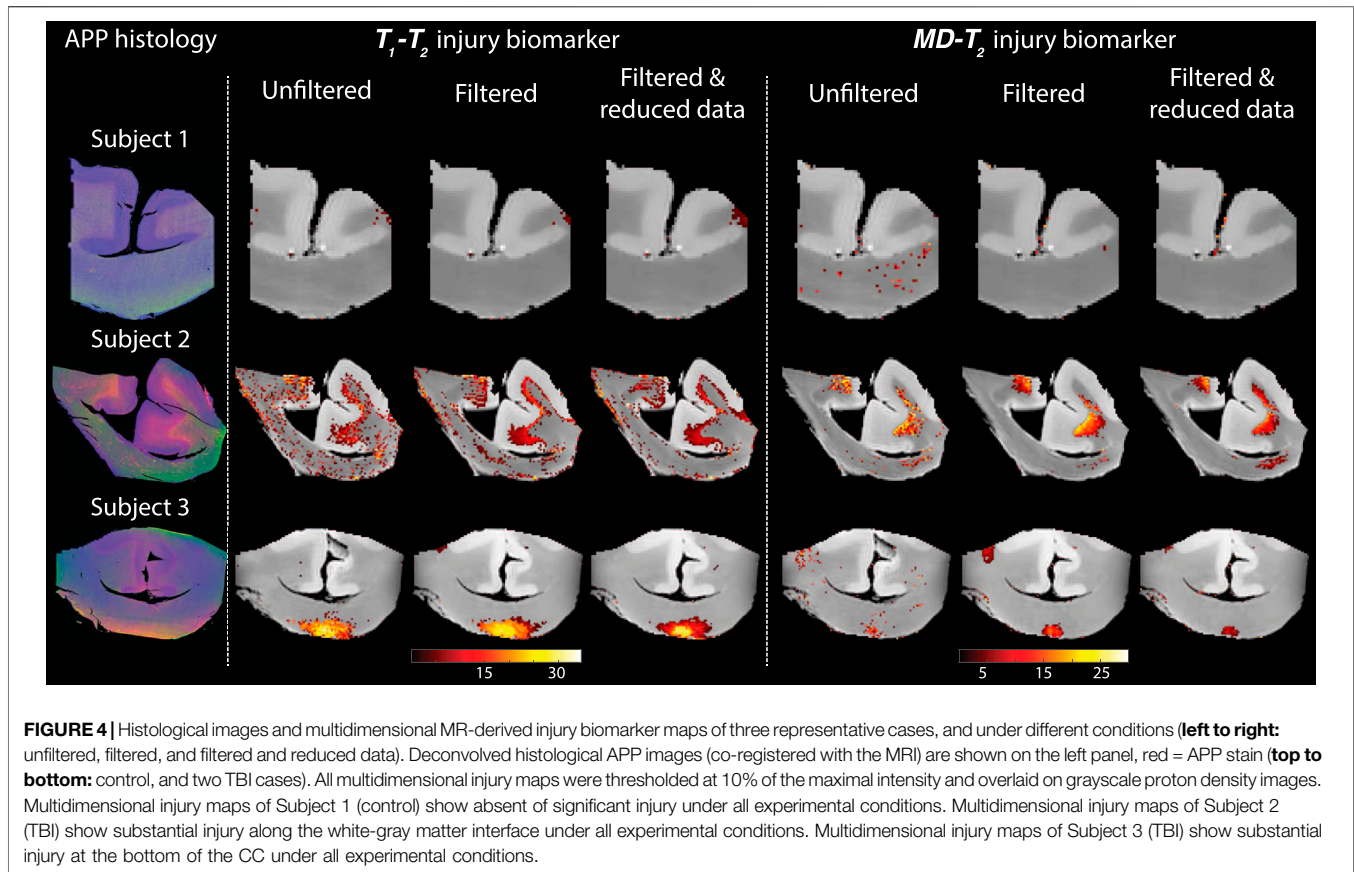 APP histology
T1-T2 injury biomarker
MD-T2 injury biomarker
Unfiltered
Filtered
Filtered &
reduced data
Unfiltered
Filtered
Filtered &
reduced data
Subject 1
Subject 2
Subject 3
15 30
5 15 25
FIGURE 4 | Histological images and multidimensional MR-derived injury biomarker maps of three representative cases, and under different conditions (left to right:
unfiltered, filtered, and filtered and reduced data). Deconvolved histological APP images (co-registered with the MRI) are shown on the left panel, red = APP stain (top to
bottom: control, and two TBI cases). All multidimensional injury maps were thresholded at 10% of the maximal intensity and overlaid on grayscale proton density images.
Multidimensional injury maps of Subject 1 (control) show absent of significant injury under all experimental conditions. Multidimensional injury maps of Subject 2
(TBI) show substantial injury along the white-gray matter interface under all experimental conditions. Multidimensional injury maps of Subject 3 (TBI) show substantial
injury at the bottom of the CC under all experimental conditions.